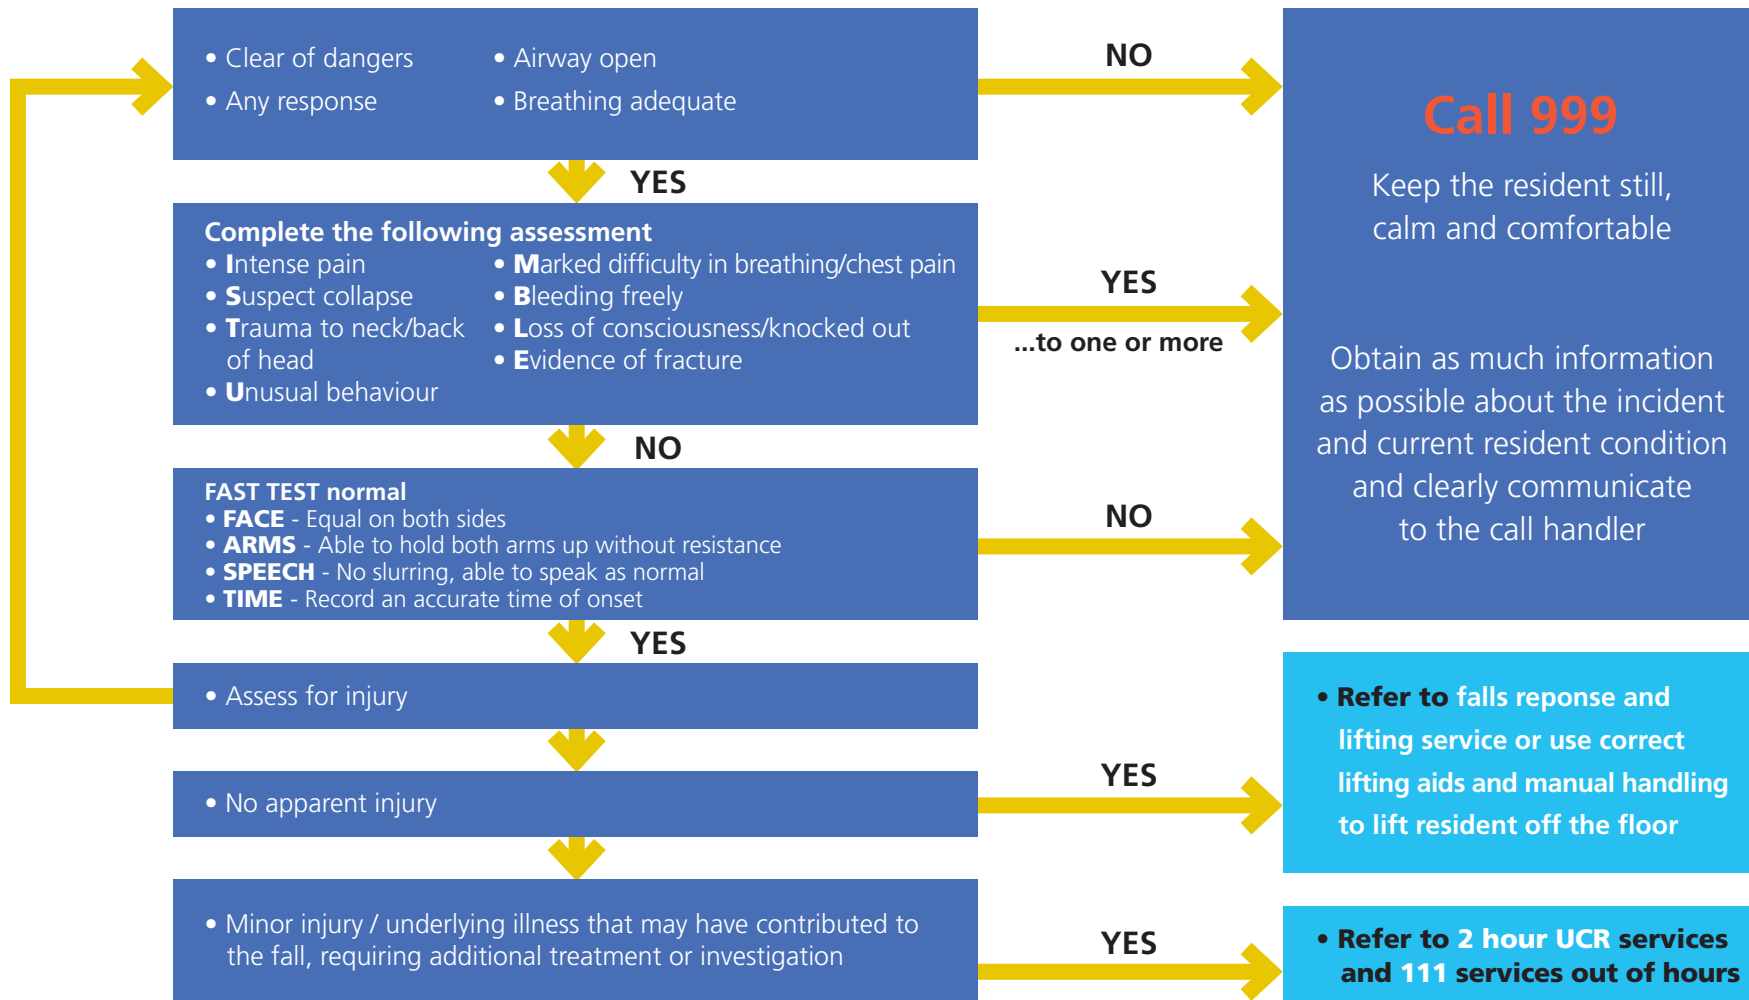 • Clear of dangers
• Any response
• Airway open
• Breathing adequate
NO
YES
Complete the following assessment
• Intense pain
• Suspect collapse
• Trauma to neck/back
of head
• Unusual behaviour
• Marked difficulty in breathing/chest pain
• Bleeding freely
• Loss of consciousness/knocked out
• Evidence of fracture
YES
...to one or more
NO
FAST TEST normal
• FACE - Equal on both sides
• ARMS - Able to hold both arms up without resistance
• SPEECH - No slurring, able to speak as normal
• TIME - Record an accurate time of onset
NO
YES
Call 999
Keep the resident still,
calm and comfortable
Obtain as much information
as possible about the incident
and current resident condition
and clearly communicate
to the call handler
• Assess for injury
• No apparent injury
YES
• Refer to falls reponse and
lifting service or use correct
lifting aids and manual handling
to lift resident off the floor
• Minor injury / underlying illness that may have contributed to
the fall, requiring additional treatment or investigation
YES
• Refer to 2 hour UCR services
and 111 services out of hours